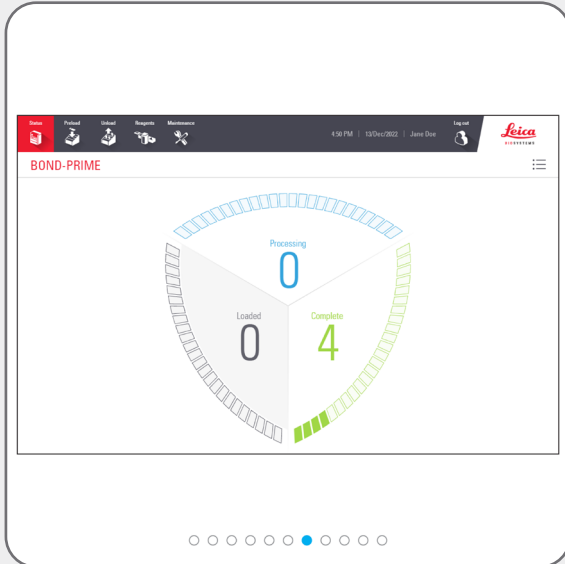 Status Preload Unload Reagents Maintenance
4:50 PM | 13/Dec/2022 | Jane Doe
Log out
Leica
BIOSYSTEMS
BOND-PRIME
Processing
0
Loaded
0
Complete
4